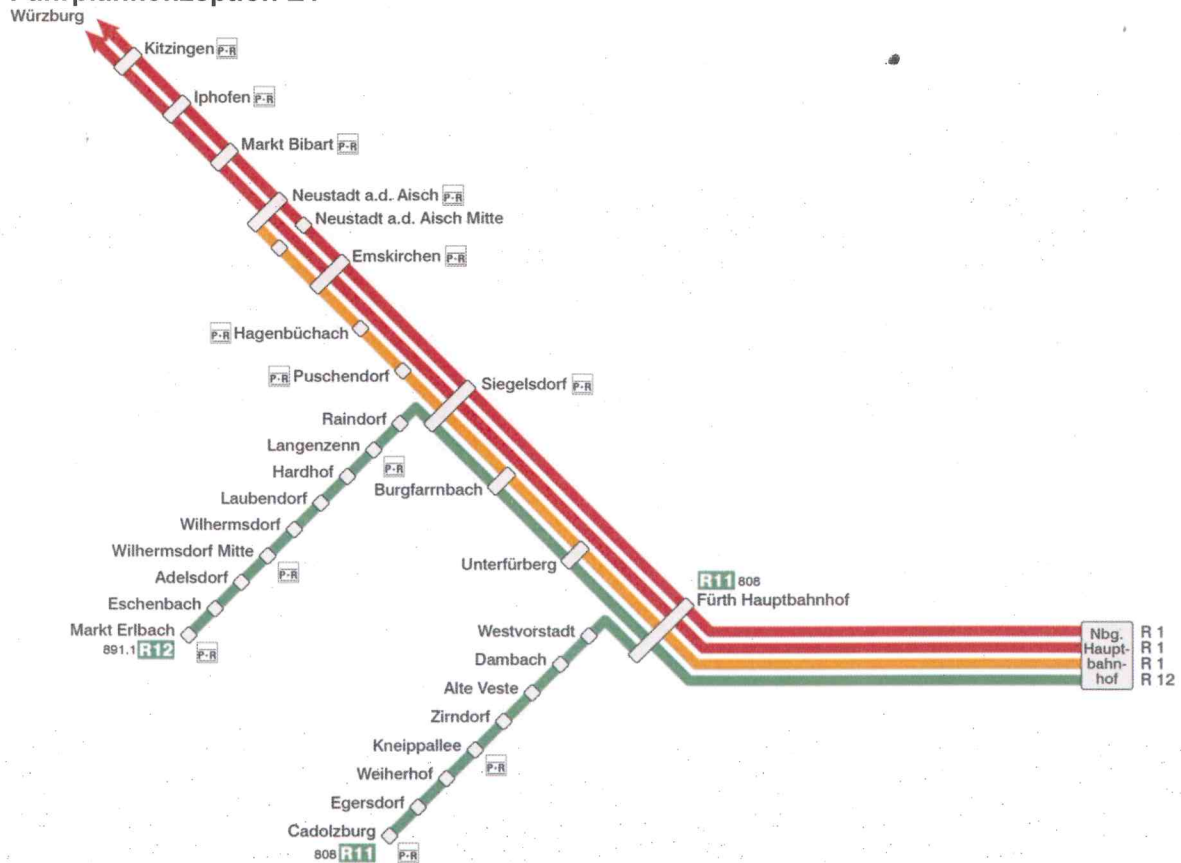 Würzburg
Kitzingen P+R
Iphofen P+R
Markt Bibart P+R
Neustadt a.d. Aisch P+R
Neustadt a.d. Aisch Mitte
Emskirchen P+R
P+R Hagenbüchach
P+R Puschendorf
Siegelsdorf P+R
Raindorf
Langenzenn
P+R
Hardhof
Burgfarrnbach
Laubendorf
Wilhermsdorf
Wilhermsdorf Mitte
P+R
Adelsdorf
Eschenbach
Markt Erlbach
891.1 R12 P+R
Unterfürberg
R11 808
Fürth Hauptbahnhof
Westvorstadt
Dambach
Alte Veste
Zirndorf
Kneippallee
P+R
Weiherhof
Egersdorf
Cadolzburg
808 R11 P+R
Nbg. R 1
Haupt- R 1
bahn- R 1
hof R 12